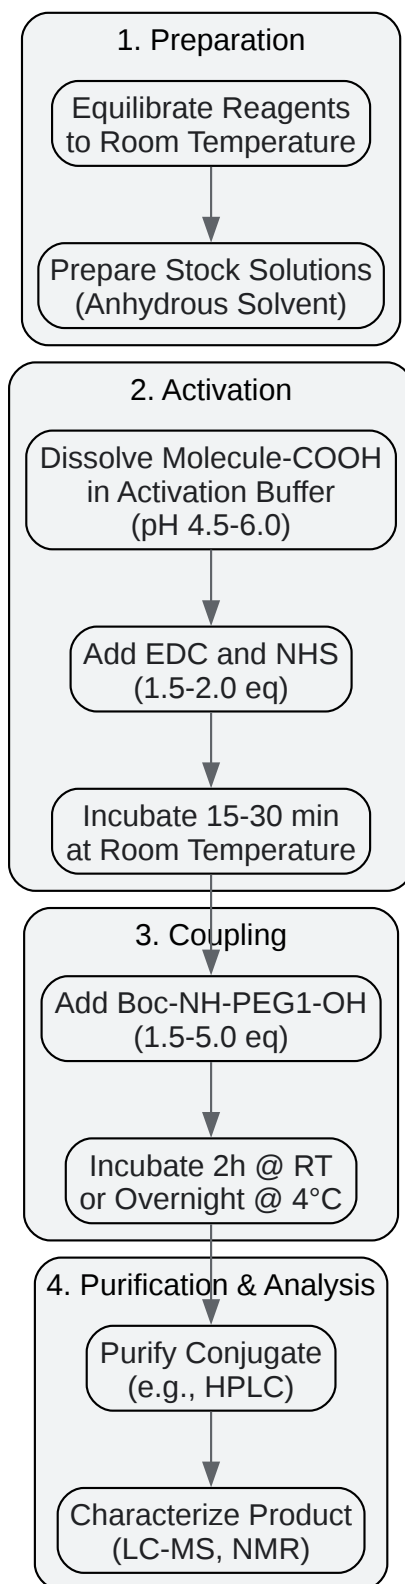 1. Preparation
Equilibrate Reagents
to Room Temperature
Prepare Stock Solutions
(Anhydrous Solvent)
2. Activation
Dissolve Molecule-COOH
in Activation Buffer
(pH 4.5-6.0)
Add EDC and NHS
(1.5-2.0 eq)
Incubate 15-30 min
at Room Temperature
3. Coupling
Add Boc-NH-PEG1-OH
(1.5-5.0 eq)
Incubate 2h @ RT
or Overnight @ 4°C
4. Purification & Analysis
Purify Conjugate
(e.g., HPLC)
Characterize Product
(LC-MS, NMR)